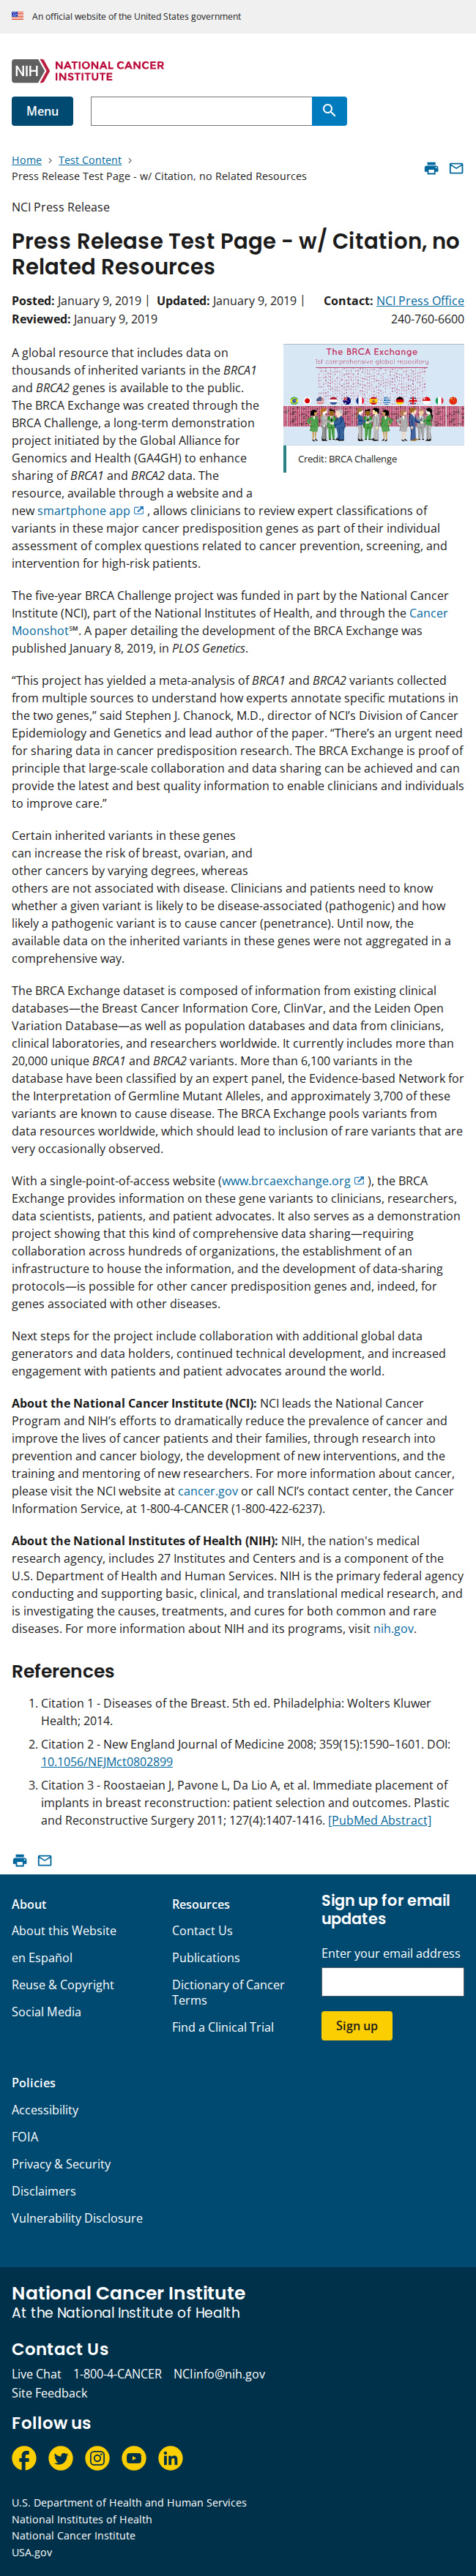 An official website of the United States government
NIH NATIONAL CANCER INSTITUTE
Menu
Home > Test Content >
Press Release Test Page - w/ Citation, no Related Resources
NCI Press Release
Press Release Test Page - w/ Citation, no
Related Resources
Posted: January 9, 2019 | Updated: January 9, 2019 |
Reviewed: January 9, 2019
Contact: NCI Press Office
240-760-6600
The BRCA Exchange
1st comprehensive global repository
Credit: BRCA Challenge
A global resource that includes data on
thousands of inherited variants in the BRCA1
and BRCA2 genes is available to the public.
The BRCA Exchange was created through the
BRCA Challenge, a long-term demonstration
project initiated by the Global Alliance for
Genomics and Health (GA4GH) to enhance
sharing of BRCA1 and BRCA2 data. The
resource, available through a website and a
new smartphone app , allows clinicians to review expert classifications of
variants in these major cancer predisposition genes as part of their individual
assessment of complex questions related to cancer prevention, screening, and
intervention for high-risk patients.
The five-year BRCA Challenge project was funded in part by the National Cancer
Institute (NCI), part of the National Institutes of Health, and through the Cancer
Moonshot℠. A paper detailing the development of the BRCA Exchange was
published January 8, 2019, in PLOS Genetics.
“This project has yielded a meta-analysis of BRCA1 and BRCA2 variants collected
from multiple sources to understand how experts annotate specific mutations in
the two genes,” said Stephen J. Chanock, M.D., director of NCI’s Division of Cancer
Epidemiology and Genetics and lead author of the paper. “There’s an urgent need
for sharing data in cancer predisposition research. The BRCA Exchange is proof of
principle that large-scale collaboration and data sharing can be achieved and can
provide the latest and best quality information to enable clinicians and individuals
to improve care.”
Certain inherited variants in these genes
can increase the risk of breast, ovarian, and
other cancers by varying degrees, whereas
others are not associated with disease. Clinicians and patients need to know
whether a given variant is likely to be disease-associated (pathogenic) and how
likely a pathogenic variant is to cause cancer (penetrance). Until now, the
available data on the inherited variants in these genes were not aggregated in a
comprehensive way.
The BRCA Exchange dataset is composed of information from existing clinical
databases—the Breast Cancer Information Core, ClinVar, and the Leiden Open
Variation Database—as well as population databases and data from clinicians,
clinical laboratories, and researchers worldwide. It currently includes more than
20,000 unique BRCA1 and BRCA2 variants. More than 6,100 variants in the
database have been classified by an expert panel, the Evidence-based Network for
the Interpretation of Germline Mutant Alleles, and approximately 3,700 of these
variants are known to cause disease. The BRCA Exchange pools variants from
data resources worldwide, which should lead to inclusion of rare variants that are
very occasionally observed.
With a single-point-of-access website (www.brcaexchange.org ), the BRCA
Exchange provides information on these gene variants to clinicians, researchers,
data scientists, patients, and patient advocates. It also serves as a demonstration
project showing that this kind of comprehensive data sharing—requiring
collaboration across hundreds of organizations, the establishment of an
infrastructure to house the information, and the development of data-sharing
protocols—is possible for other cancer predisposition genes and, indeed, for
genes associated with other diseases.
Next steps for the project include collaboration with additional global data
generators and data holders, continued technical development, and increased
engagement with patients and patient advocates around the world.
About the National Cancer Institute (NCI): NCI leads the National Cancer
Program and NIH’s efforts to dramatically reduce the prevalence of cancer and
improve the lives of cancer patients and their families, through research into
prevention and cancer biology, the development of new interventions, and the
training and mentoring of new researchers. For more information about cancer,
please visit the NCI website at cancer.gov or call NCI’s contact center, the Cancer
Information Service, at 1-800-4-CANCER (1-800-422-6237).
About the National Institutes of Health (NIH): NIH, the nation's medical
research agency, includes 27 Institutes and Centers and is a component of the
U.S. Department of Health and Human Services. NIH is the primary federal agency
conducting and supporting basic, clinical, and translational medical research, and
is investigating the causes, treatments, and cures for both common and rare
diseases. For more information about NIH and its programs, visit nih.gov.
References
1. Citation 1 - Diseases of the Breast. 5th ed. Philadelphia: Wolters Kluwer
Health; 2014.
2. Citation 2 - New England Journal of Medicine 2008; 359(15):1590–1601. DOI:
10.1056/NEJMct0802899
3. Citation 3 - Roostaeian J, Pavone L, Da Lio A, et al. Immediate placement of
implants in breast reconstruction: patient selection and outcomes. Plastic
and Reconstructive Surgery 2011; 127(4):1407-1416. [PubMed Abstract]
About
About this Website
en Español
Reuse & Copyright
Social Media
Resources
Contact Us
Publications
Dictionary of Cancer
Terms
Find a Clinical Trial
Sign up for email
updates
Enter your email address
Sign up
Policies
Accessibility
FOIA
Privacy & Security
Disclaimers
Vulnerability Disclosure
National Cancer Institute
At the National Institute of Health
Contact Us
Live Chat 1-800-4-CANCER NCIinfo@nih.gov
Site Feedback
Follow us
U.S. Department of Health and Human Services
National Institutes of Health
National Cancer Institute
USA.gov